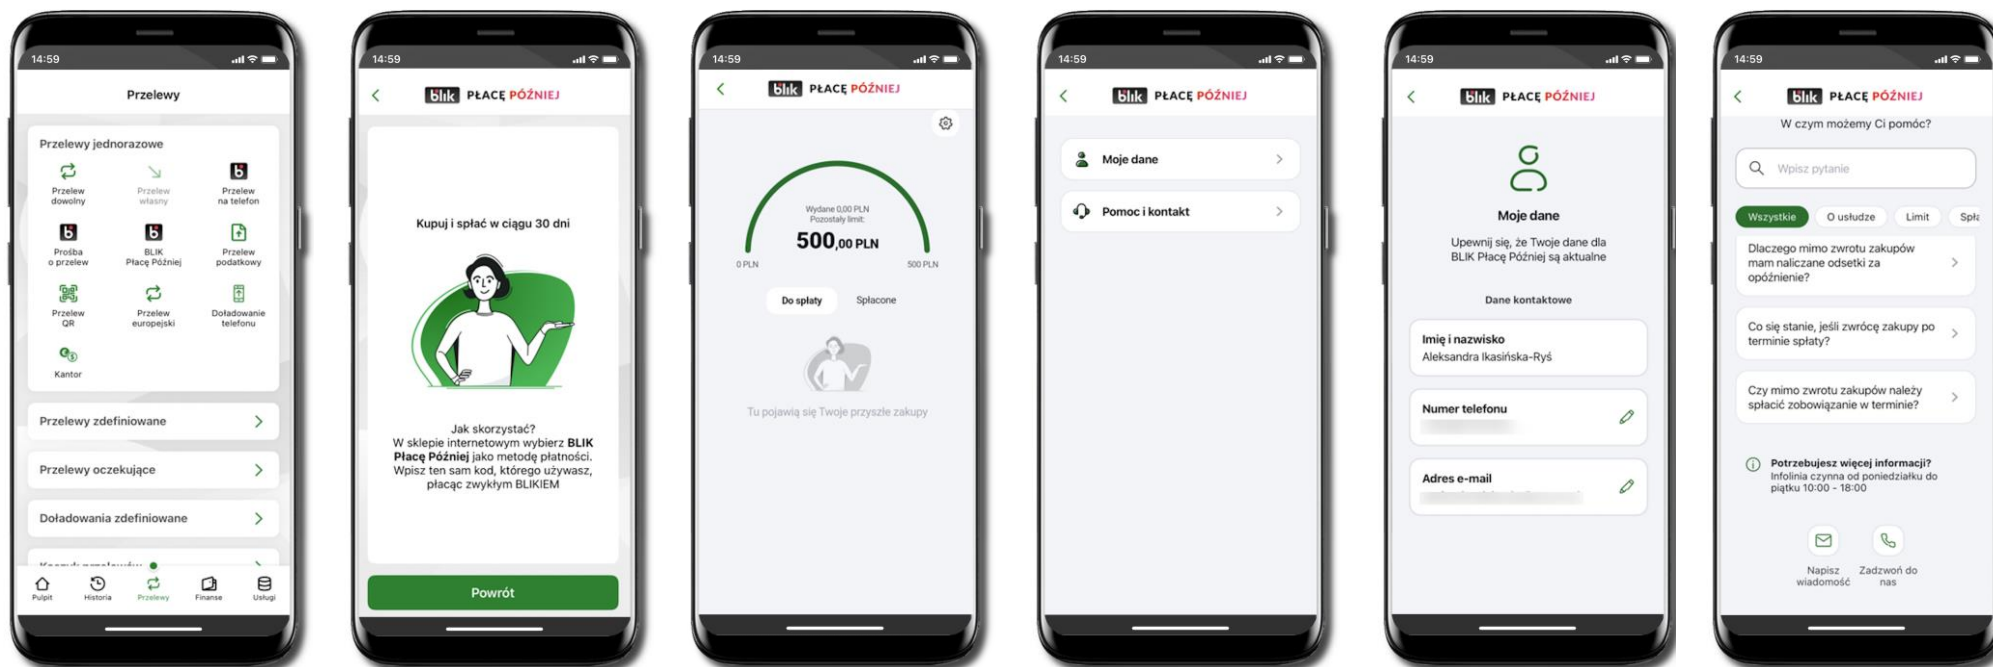 14:59
Przelewy
Przelewy jednorazowe
Przelew
dowolny
Przelew
własny
Przelew
na telefon
Prośba
o przelew
BLIK
Płacę Później
Przelew
podatkowy
Przelew
QR
Przelew
europejski
Doładowanie
telefonu
Kantor
Przelewy zdefiniowane
Przelewy oczekujące
Doładowania zdefiniowane
Koszyk przelewów
Pulpit
Historia
Przelewy
Finanse
Usługi
14:59
blik PŁACĘ PÓŹNIEJ
Kupuj i spłać w ciągu 30 dni
Jak skorzystać?
W sklepie internetowym wybierz BLIK
Płacę Później jako metodę płatności.
Wpisz ten sam kod, którego używasz,
płacąc zwykłym BLIKIEM
Powrót
14:59
blik PŁACĘ PÓŹNIEJ
Wydane 0,00 PLN
Pozostały limit:
500,00 PLN
0 PLN
500 PLN
Do spłaty
Spłacone
Tu pojawią się Twoje przyszłe zakupy
14:59
blik PŁACĘ PÓŹNIEJ
Moje dane
Pomoc i kontakt
14:59
blik PŁACĘ PÓŹNIEJ
Moje dane
Upewnij się, że Twoje dane dla
BLIK Płacę Później są aktualne
Dane kontaktowe
Imię i nazwisko
Aleksandra Ikasińska-Ryś
Numer telefonu
Adres e-mail
14:59
blik PŁACĘ PÓŹNIEJ
W czym możemy Ci pomóc?
Wpisz pytanie
Wszystkie
O usłudze
Limit
Spła
Dlaczego mimo zwrotu zakupów
mam naliczane odsetki za
opóźnienie?
Co się stanie, jeśli zwrócę zakupy po
terminie spłaty?
Czy mimo zwrotu zakupów należy
spłacić zobowiązanie w terminie?
Potrzebujesz więcej informacji?
Infolinia czynna od poniedziałku do
piątku 10:00 - 18:00
Napisz
wiadomość
Zadzwoń do
nas